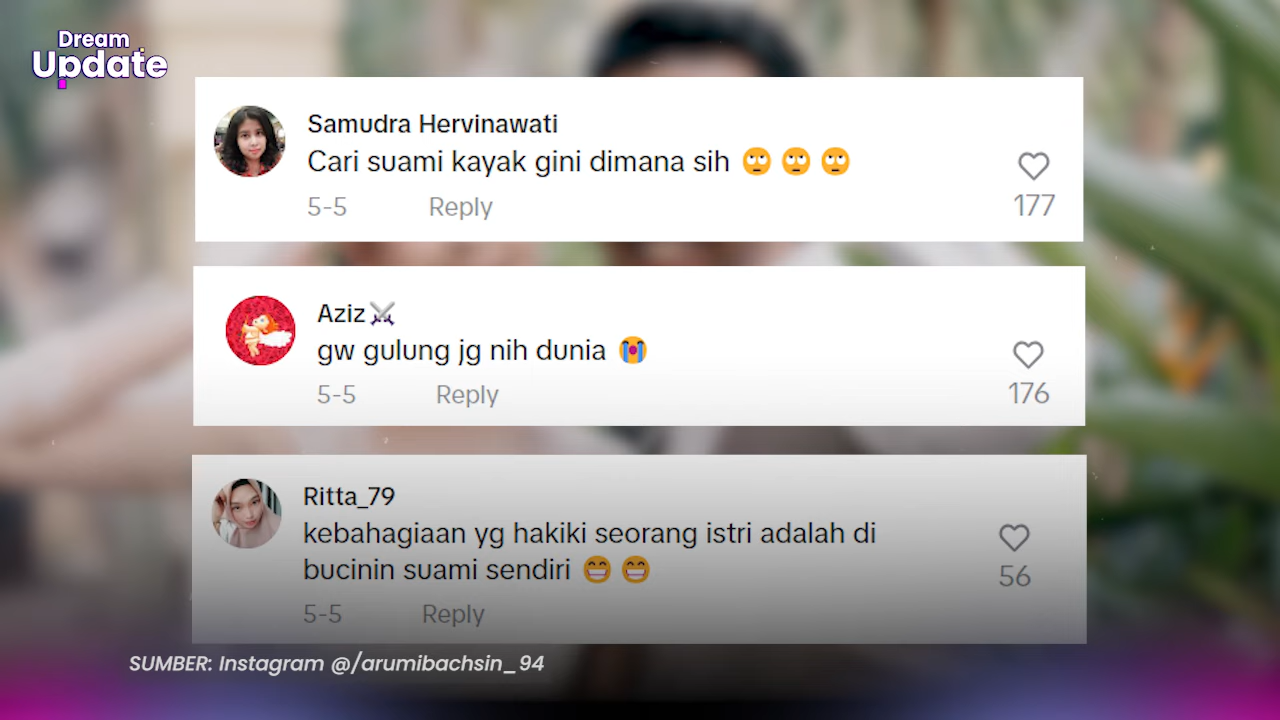 Dream
Update
Samudra Hervinawati
Cari suami kayak gini dimana sih 🙄 🙄 🙄
5-5 Reply
177
Aziz⚔️
gw gulung jg nih dunia 😭
5-5 Reply
176
Ritta_79
kebahagiaan yg hakiki seorang istri adalah di
bucinin suami sendiri 😁 😁
5-5 Reply
56
SUMBER: Instagram @/arumibachsin_94